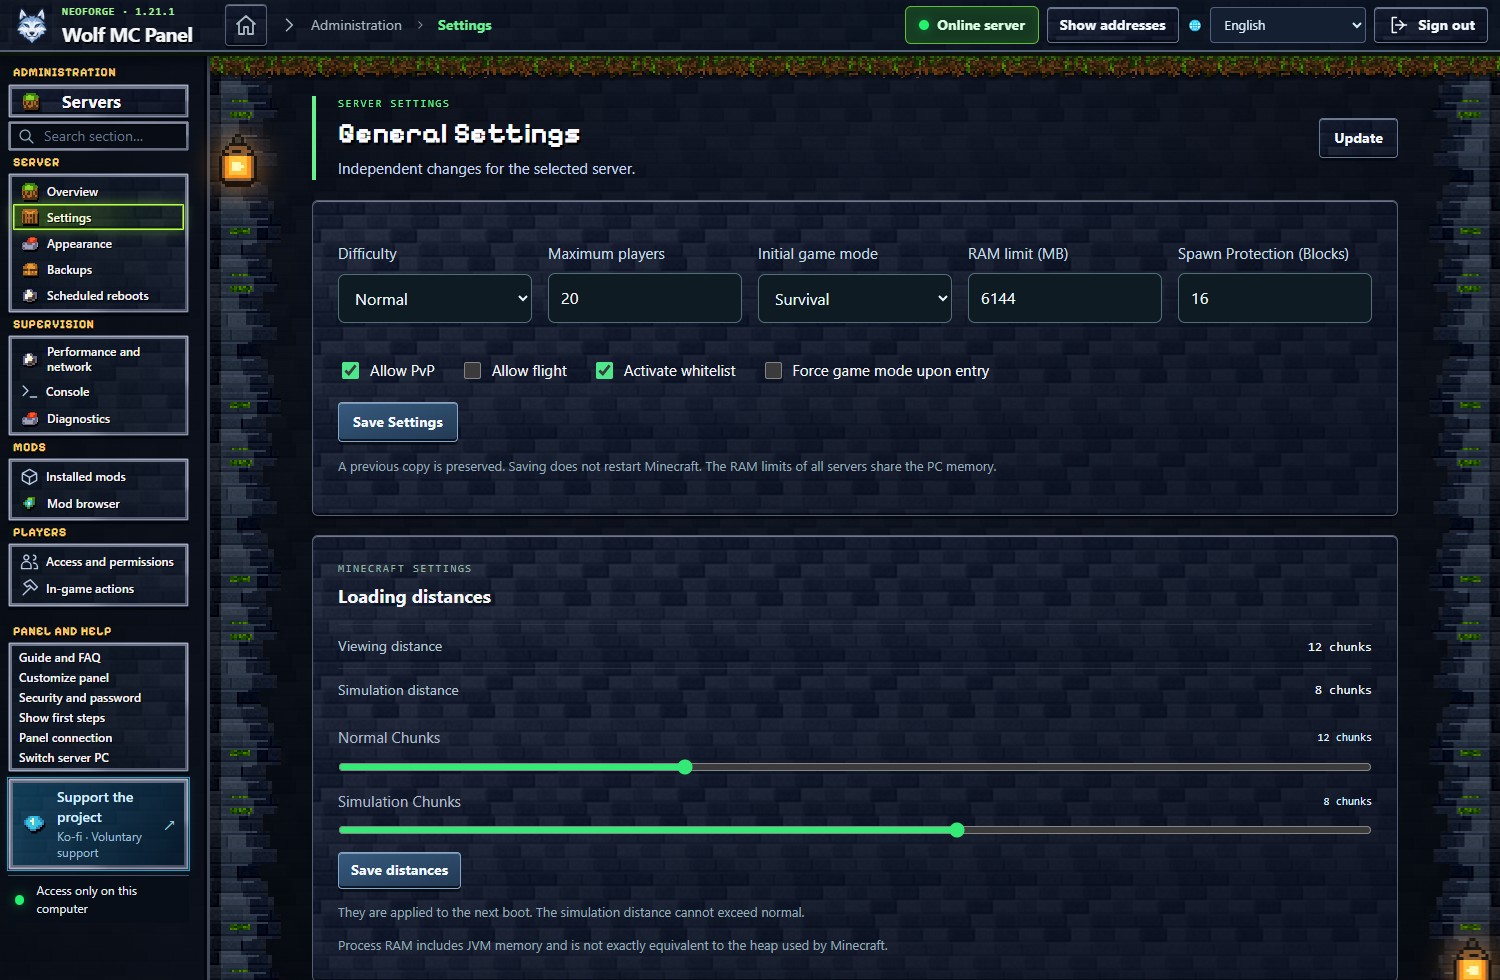 NEOFORGE · 1.21.1
Wolf MC Panel
Administration
Settings
Online server
Show addresses
English
Sign out
ADMINISTRATION
Servers
Search section...
SERVER
Overview
Settings
Appearance
Backups
Scheduled reboots
SUPERVISION
Performance and
network
Console
Diagnostics
MODS
Installed mods
Mod browser
PLAYERS
Access and permissions
In-game actions
PANEL AND HELP
Guide and FAQ
Customize panel
Security and password
Show first steps
Panel connection
Switch server PC
Support the
project
Ko-fi · Voluntary
support
Access only on this
computer
SERVER SETTINGS
General Settings
Independent changes for the selected server.
Update
Difficulty
Normal
Maximum players
20
Initial game mode
Survival
RAM limit (MB)
6144
Spawn Protection (Blocks)
16
Allow PvP
Allow flight
Activate whitelist
Force game mode upon entry
Save Settings
A previous copy is preserved. Saving does not restart Minecraft. The RAM limits of all servers share the PC memory.
MINECRAFT SETTINGS
Loading distances
Viewing distance
12 chunks
Simulation distance
8 chunks
Normal Chunks
12 chunks
Simulation Chunks
8 chunks
Save distances
They are applied to the next boot. The simulation distance cannot exceed normal.
Process RAM includes JVM memory and is not exactly equivalent to the heap used by Minecraft.